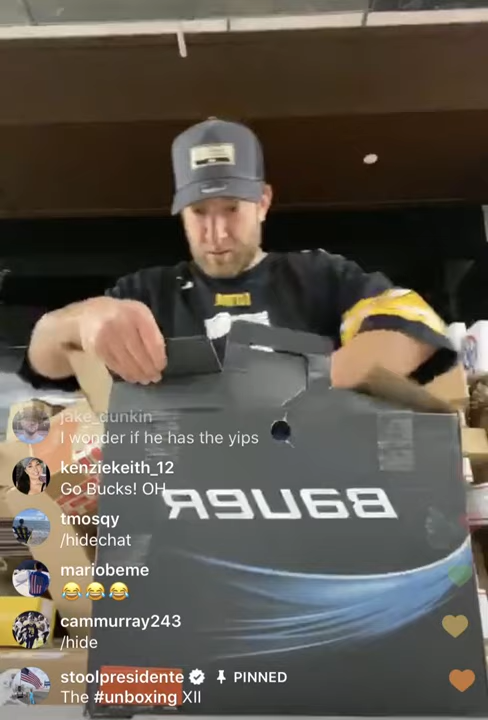 jake_dunkin
I wonder if he has the yips
kenziekeith_12
Go Bucks! OH
BAUER
tmosqy
/hidechat
mariobeme
😂😂😂
cammurray243
/hide
stoolpresidente PINNED
The #unboxing XII